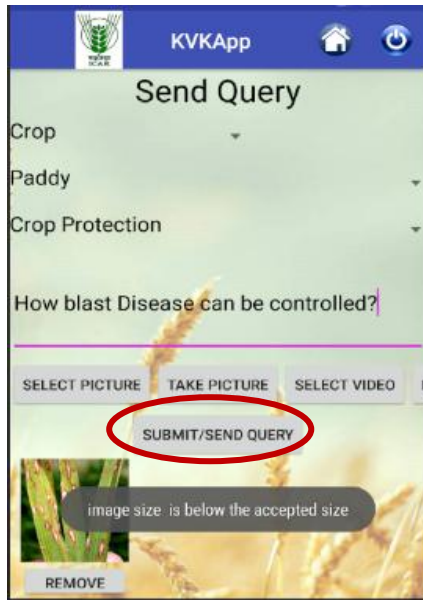 KVKApp
ICAR
Send Query
Crop
Paddy
Crop Protection
How blast Disease can be controlled?
SELECT PICTURE TAKE PICTURE SELECT VIDEO
SUBMIT/SEND QUERY
image size is below the accepted size
REMOVE